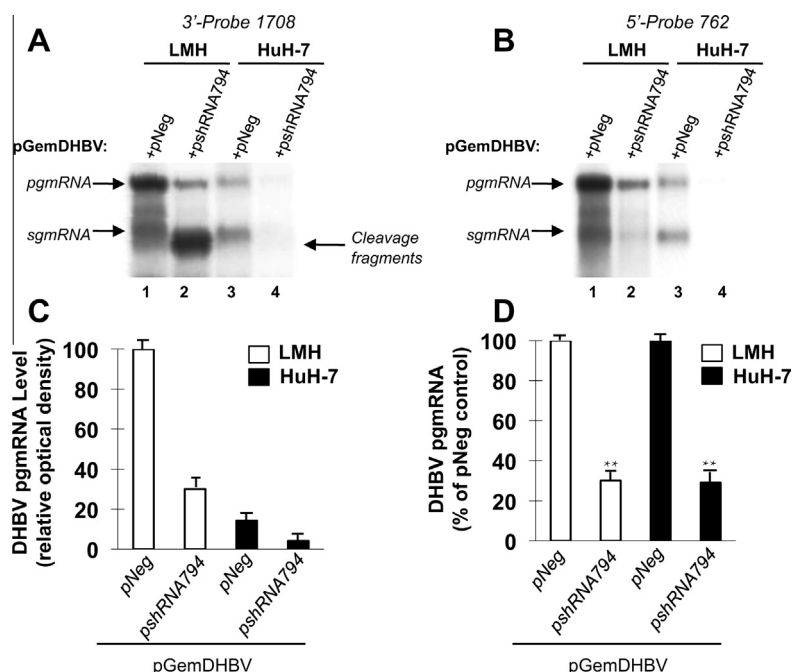 A
3'-Probe 1708
LMH HuH-7
+pNeg +pshRNA794 +pNeg +pshRNA794
pGemDHBV:
pgmRNA
sgmRNA
Cleavage
fragments
1 2 3 4
B
5'-Probe 762
LMH HuH-7
+pNeg +pshRNA794 +pNeg +pshRNA794
pGemDHBV:
pgmRNA
sgmRNA
1 2 3 4
C
DHBV pgmRNA Level
(relative optical density)
100
80
60
40
20
0
LMH
HuH-7
pNeg pshRNA794 pNeg pshRNA794
pGemDHBV
D
DHBV pgmRNA
(% of pNeg control)
100
80
60
40
20
0
LMH
HuH-7
** **
pNeg pshRNA794 pNeg pshRNA794
pGemDHBV